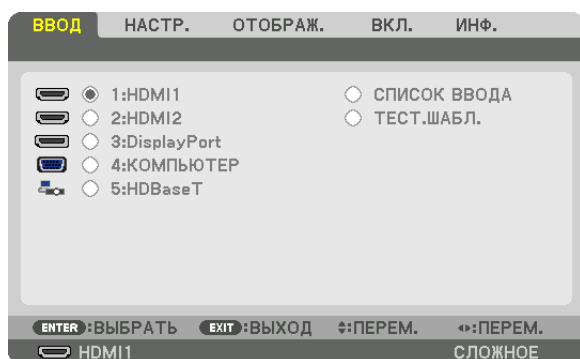 ВВОД НАСТР. ОТОБРАЖ. ВКЛ. ИНФ.
1:HDMI1 СПИСОК ВВОДА
2:HDMI2 ТЕСТ.ШАБЛ.
3:DisplayPort
4:КОМПЬЮТЕР
5:HDBaseT
ENTER:ВЫБРАТЬ EXIT:ВЫХОД :ПЕРЕМ. :ПЕРЕМ.
HDMI1 СЛОЖНОЕ